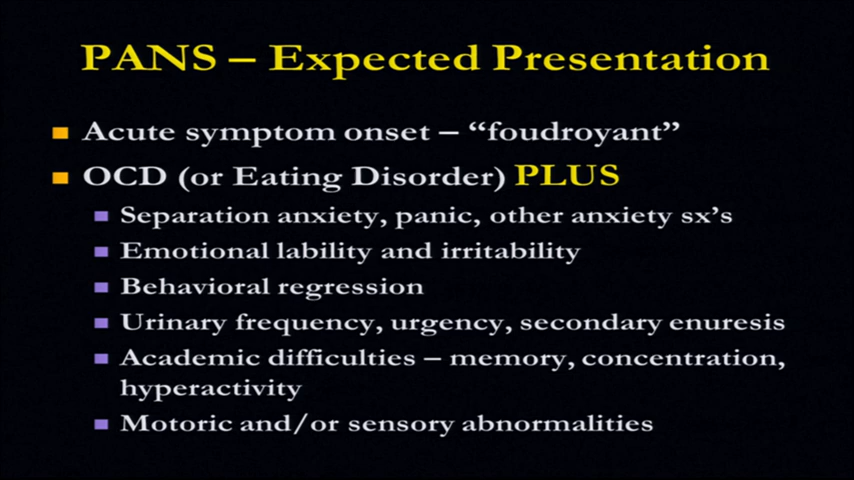 PANS – Expected Presentation
Acute symptom onset – “foudroyant”
OCD (or Eating Disorder) PLUS
Separation anxiety, panic, other anxiety sx’s
Emotional lability and irritability
Behavioral regression
Urinary frequency, urgency, secondary enuresis
Academic difficulties – memory, concentration,
hyperactivity
Motoric and/or sensory abnormalities